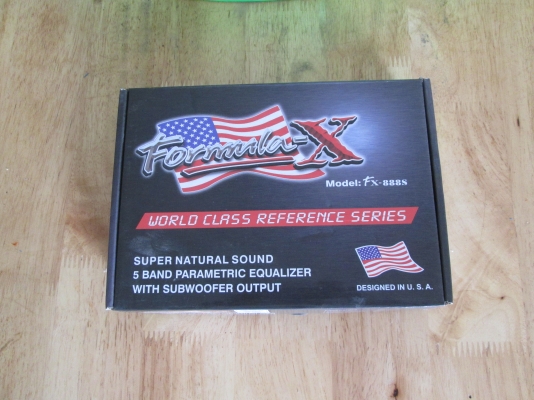 Formula-X
Model: FX-888S
WORLD CLASS REFERENCE SERIES
SUPER NATURAL SOUND
5 BAND PARAMETRIC EQUALIZER
WITH SUBWOOFER OUTPUT
DESIGNED IN U. S. A.